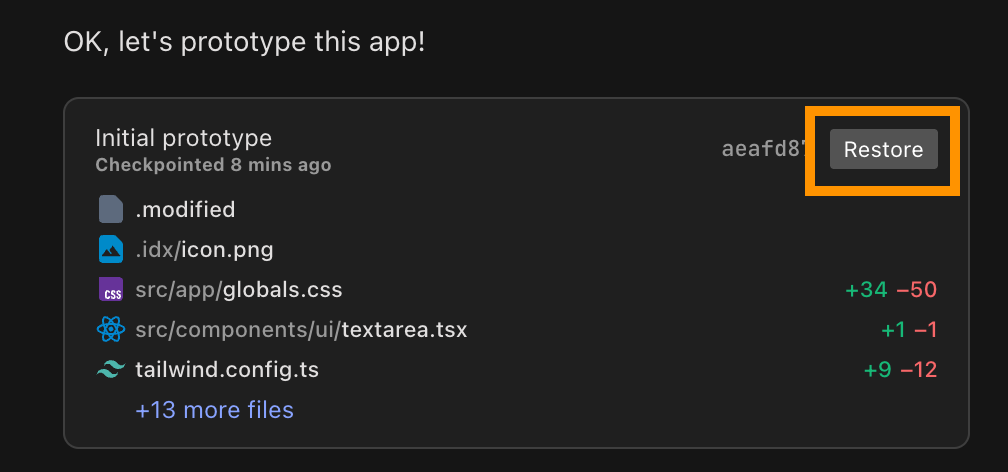 OK, let's prototype this app!
Initial prototype
Checkpointed 8 mins ago
aeafd87 Restore
.modified
.idx/icon.png
CSS src/app/globals.css +34 −50
src/components/ui/textarea.tsx +1 −1
tailwind.config.ts +9 −12
+13 more files